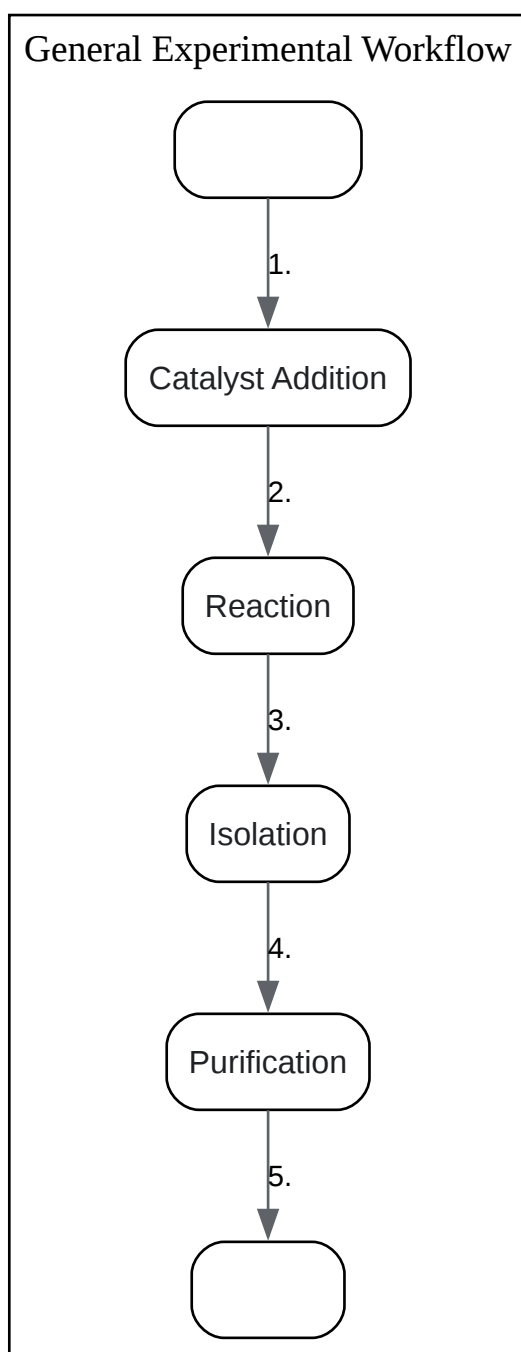 General Experimental Workflow
1.
Catalyst Addition
2.
Reaction
3.
Isolation
4.
Purification
5.